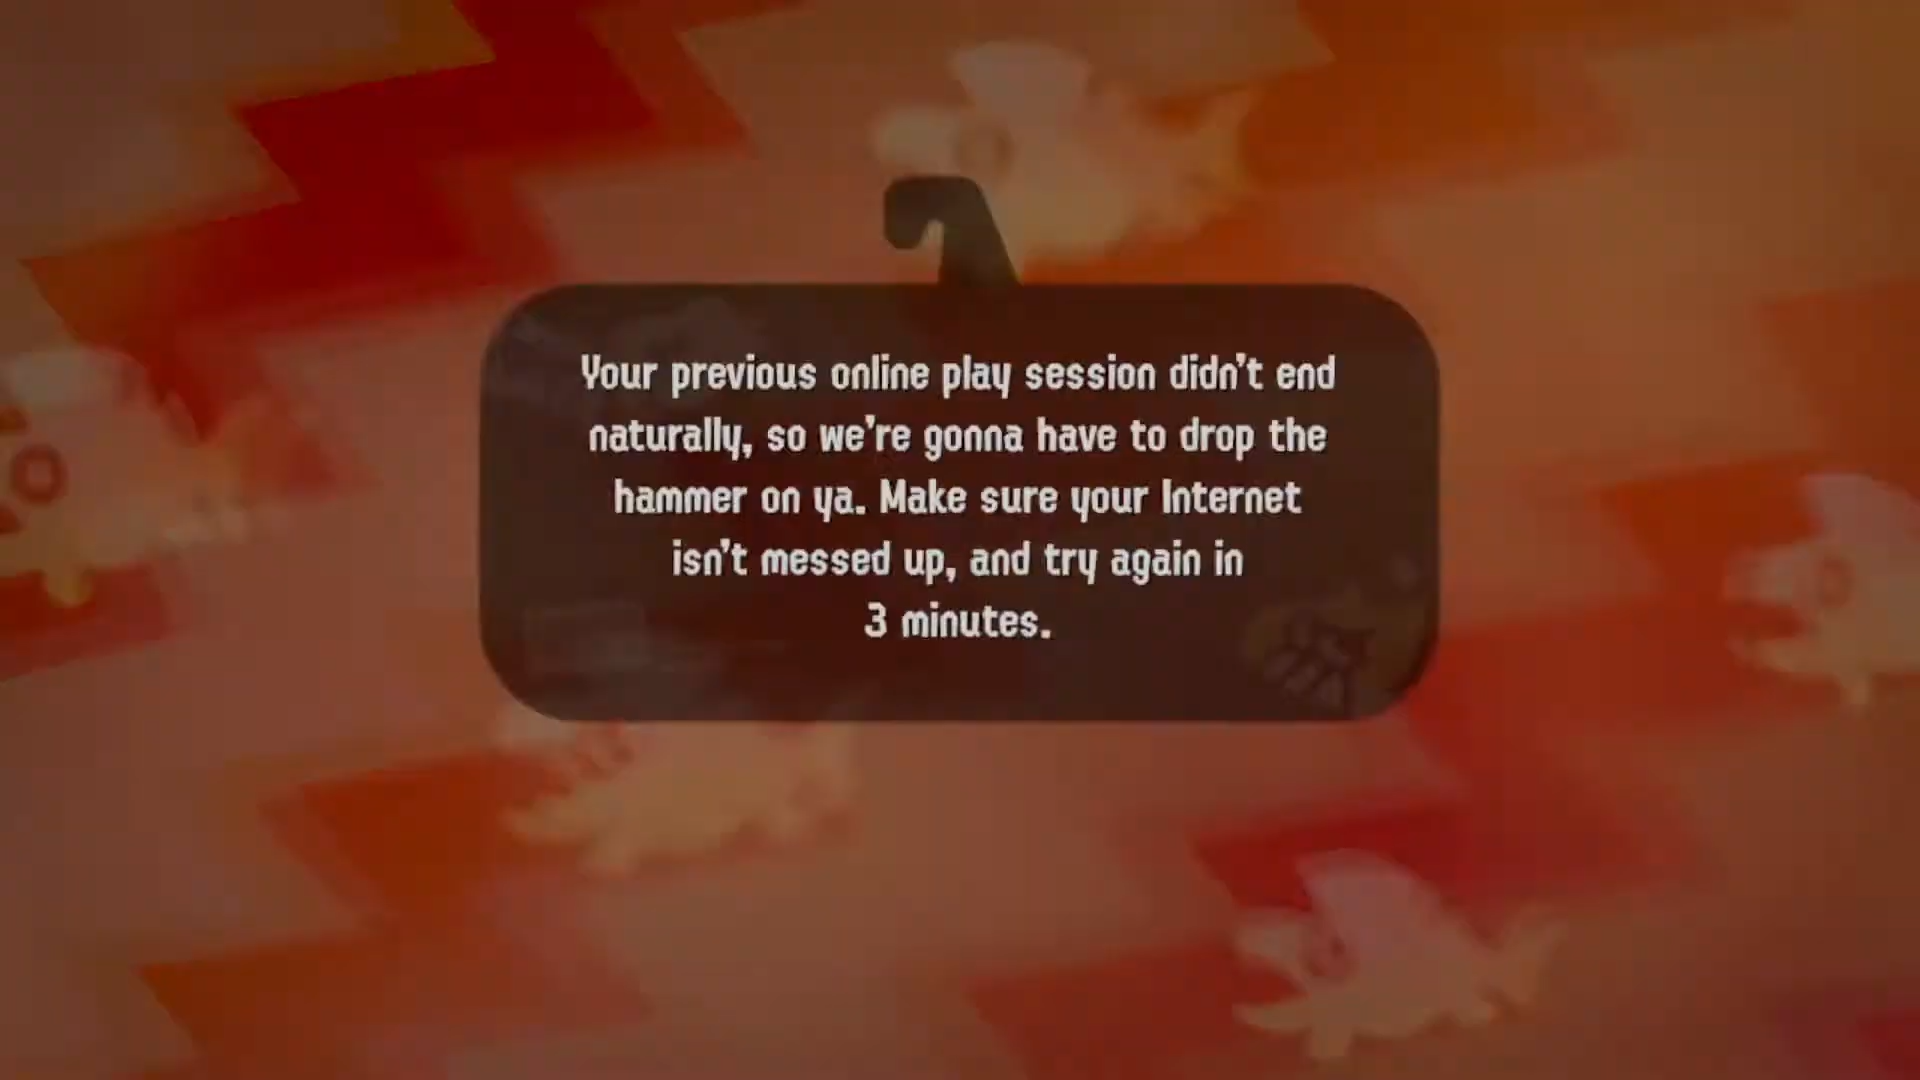 Your previous online play session didn't end
naturally, so we're gonna have to drop the
hammer on ya. Make sure your Internet
isn't messed up, and try again in
3 minutes.